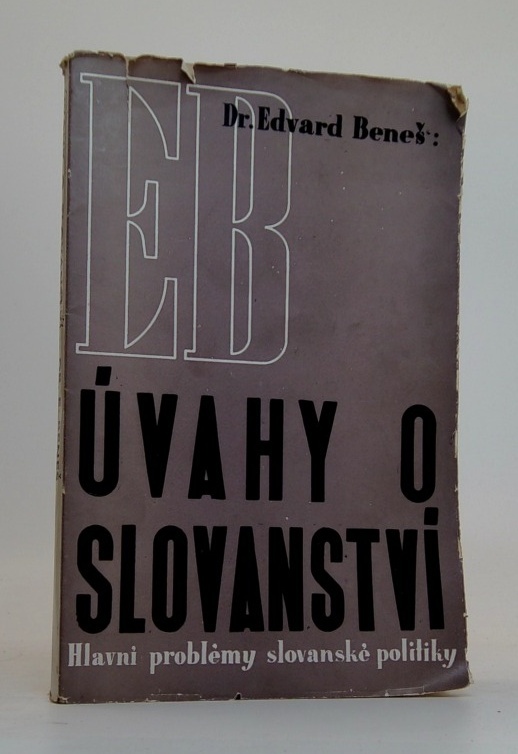 EB
Dr. Edvard Beneš:
ÚVAHY O
SLOVANSTVÍ
Hlavní problémy slovanské politiky